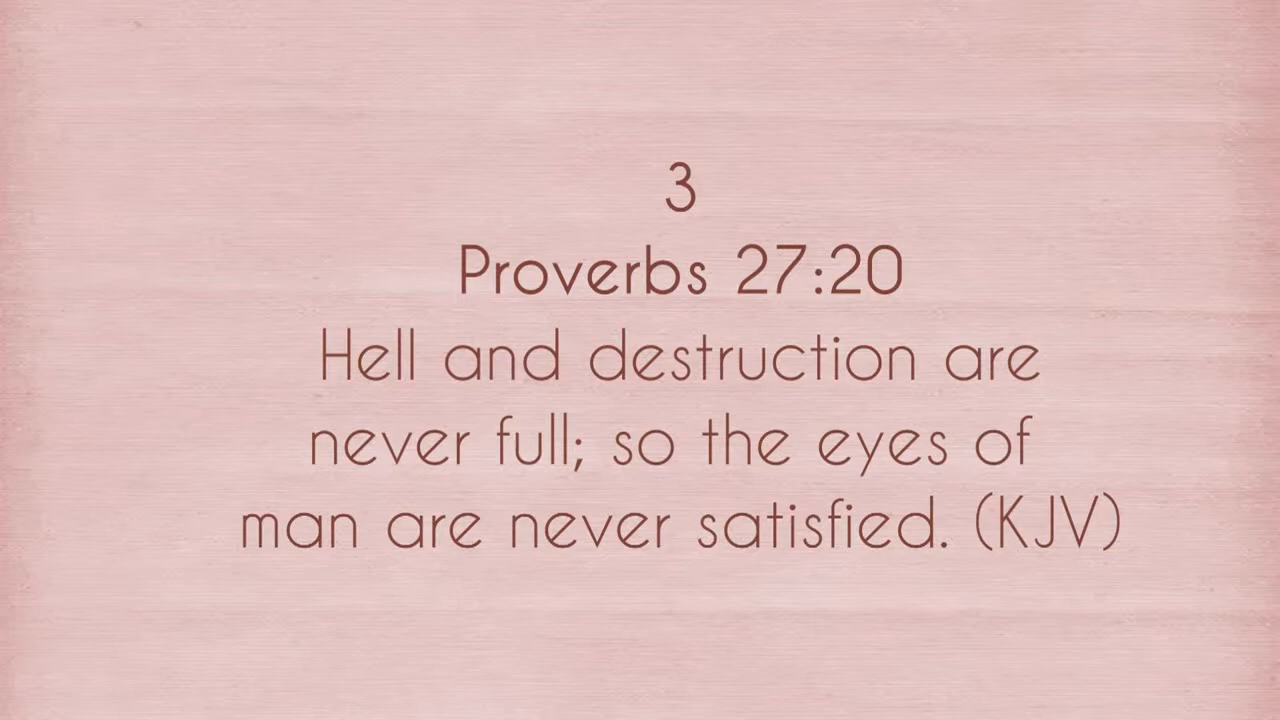 3
Proverbs 27:20
Hell and destruction are
never full; so the eyes of
man are never satisfied. (KJV)